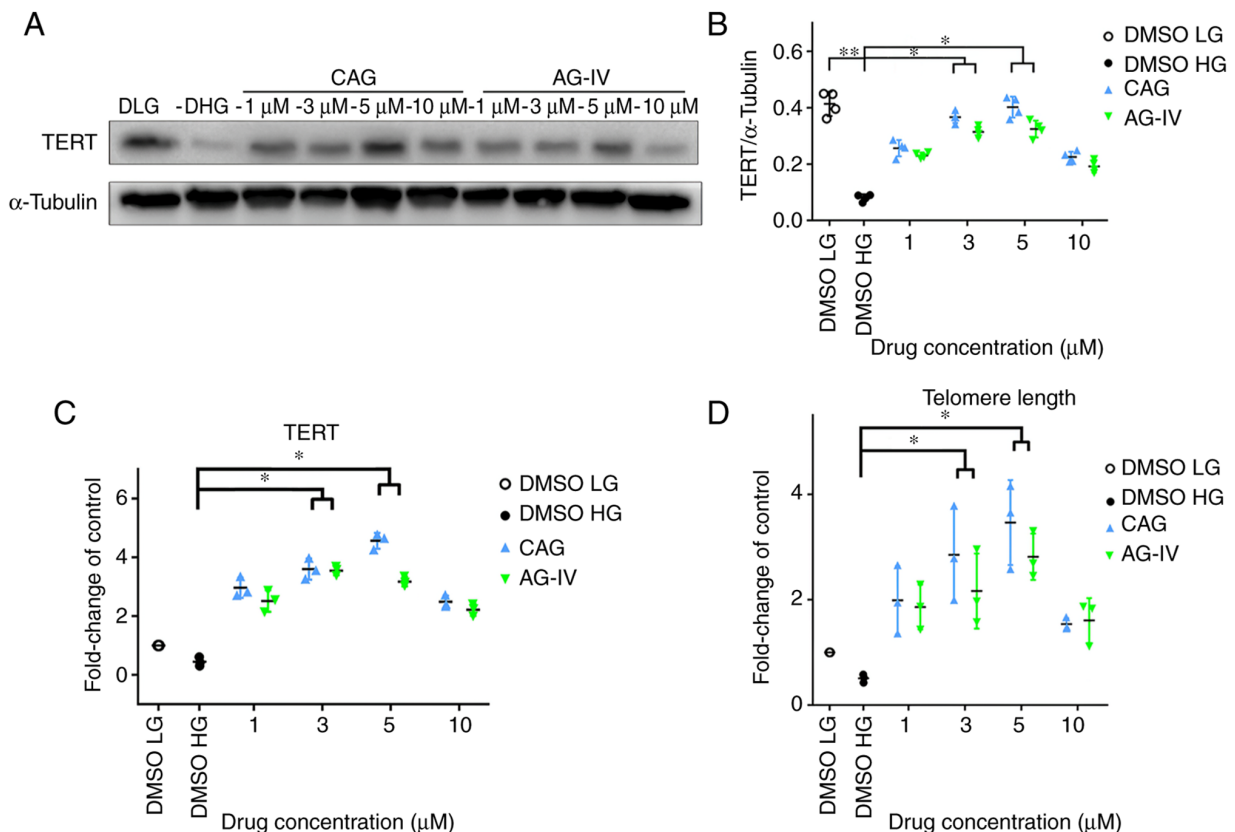 A
CAG AG-IV
DLG -DHG -1 μM -3 μM -5 μM -10 μM -1 μM -3 μM -5 μM -10 μM
TERT
α-Tubulin
B
TERT/α-Tubulin
0.6
0.4
0.2
0.0
** * *
DMSO LG
DMSO HG
1 3 5 10
Drug concentration (μM)
DMSO LG
DMSO HG
CAG
AG-IV
C
TERT
Fold-change of control
6
4
2
0
* *
DMSO LG
DMSO HG
1 3 5 10
Drug concentration (μM)
DMSO LG
DMSO HG
CAG
AG-IV
D
Telomere length
Fold-change of control
4
2
0
* *
DMSO LG
DMSO HG
1 3 5 10
Drug concentration (μM)
DMSO LG
DMSO HG
CAG
AG-IV